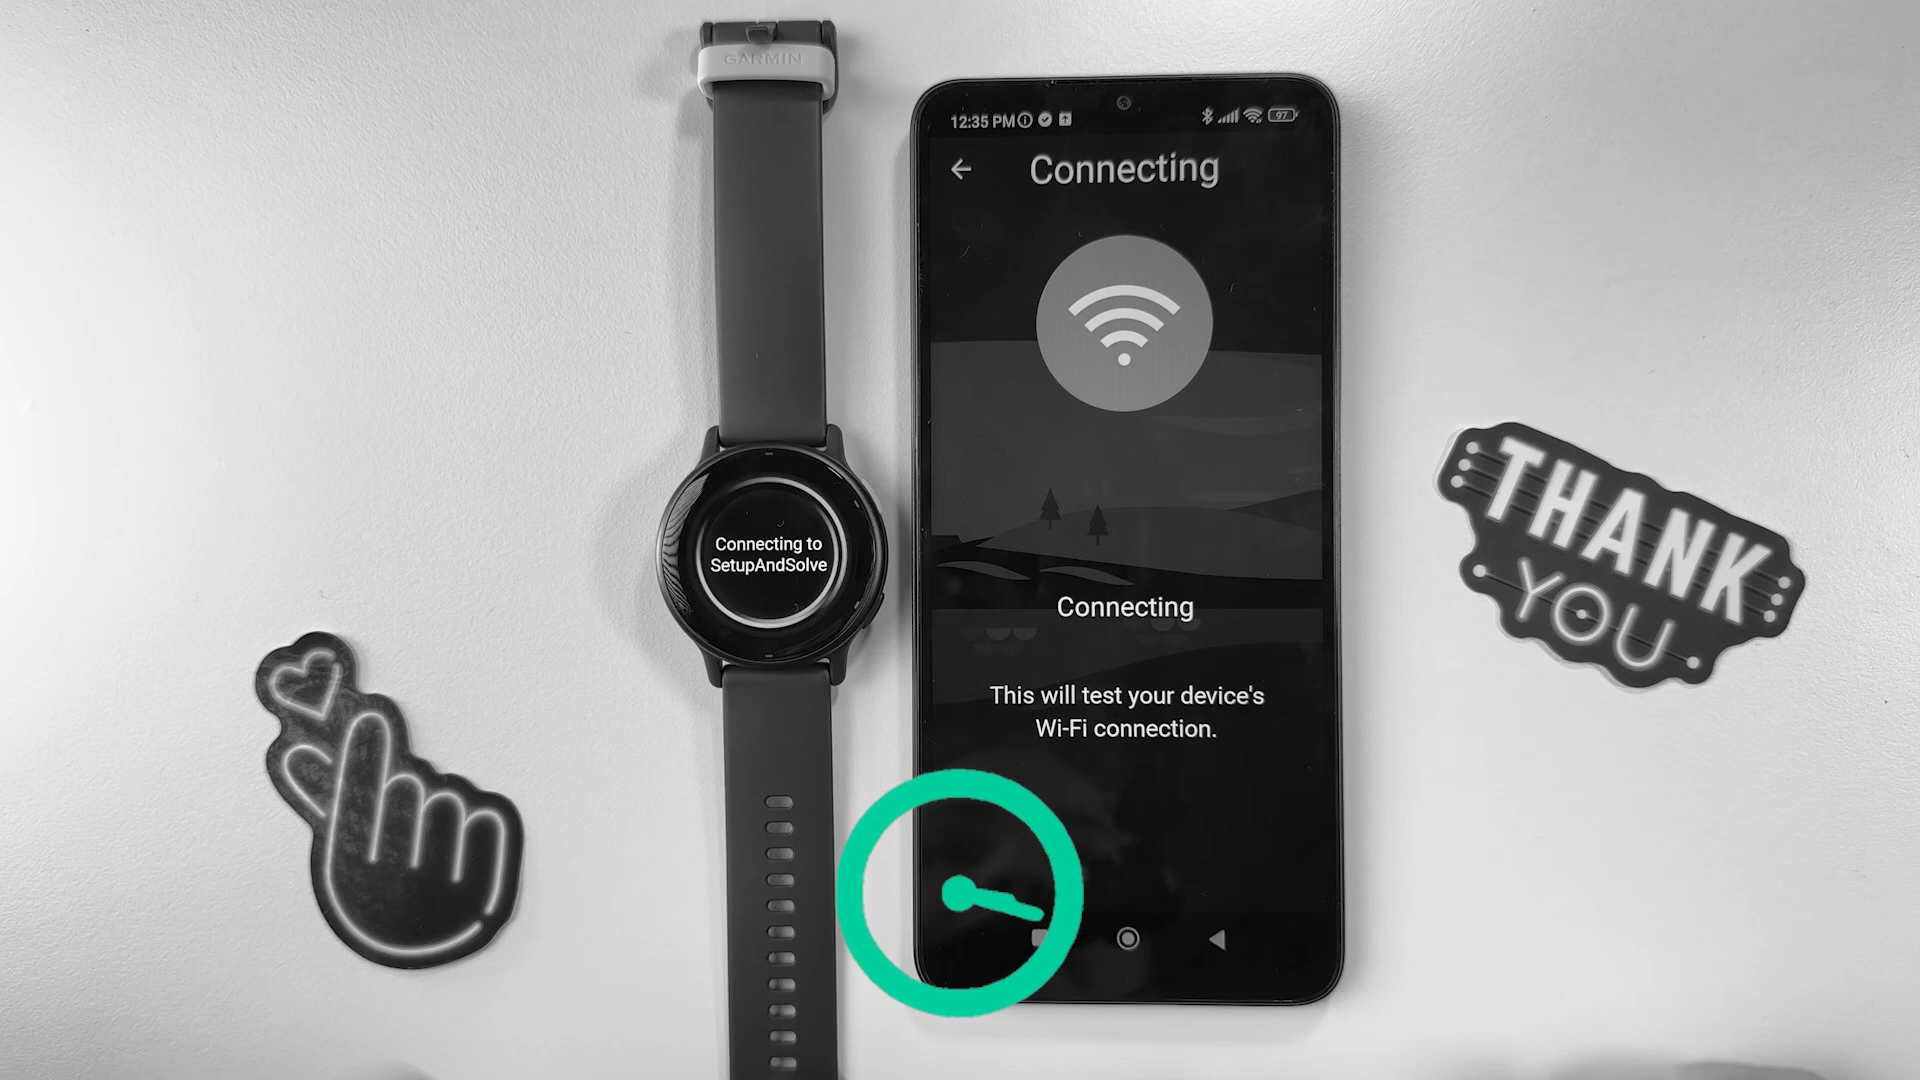 GARMIN
Connecting to
SetupAndSolve
12:35 PM
97
Connecting
Connecting
This will test your device's
Wi-Fi connection.
THANK
YOU